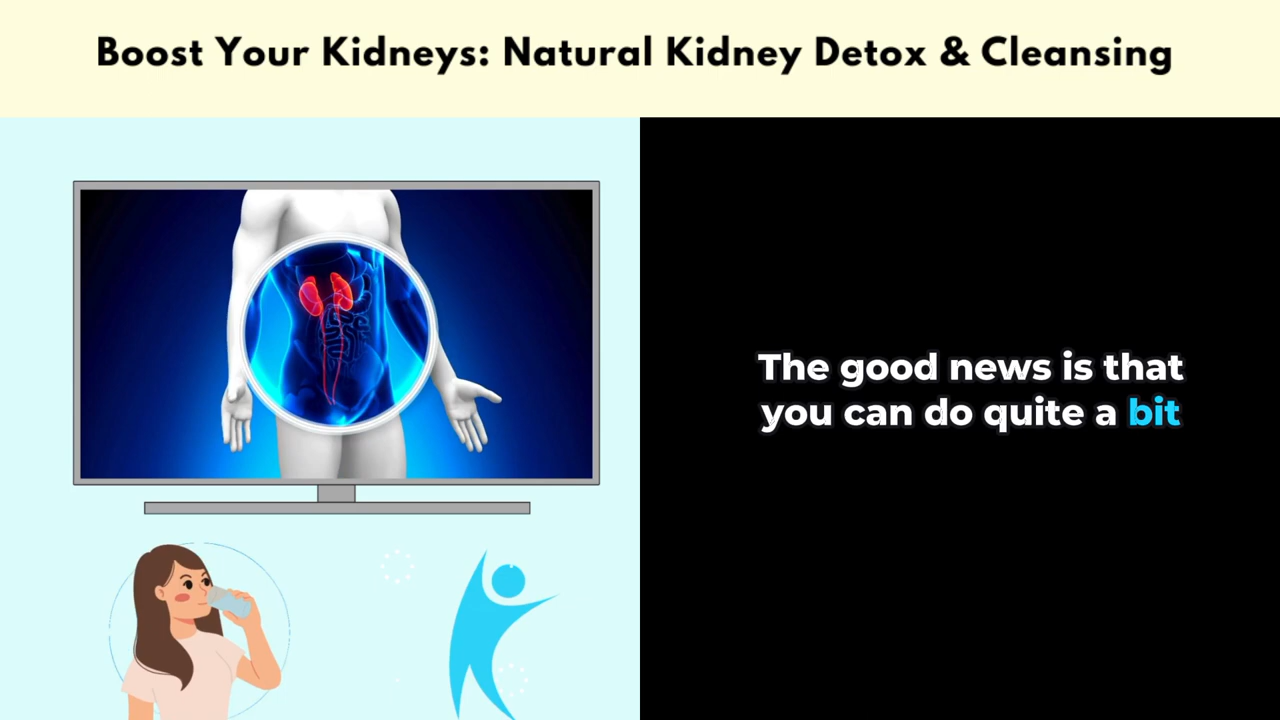 Boost Your Kidneys: Natural Kidney Detox & Cleansing
The good news is that
you can do quite a bit